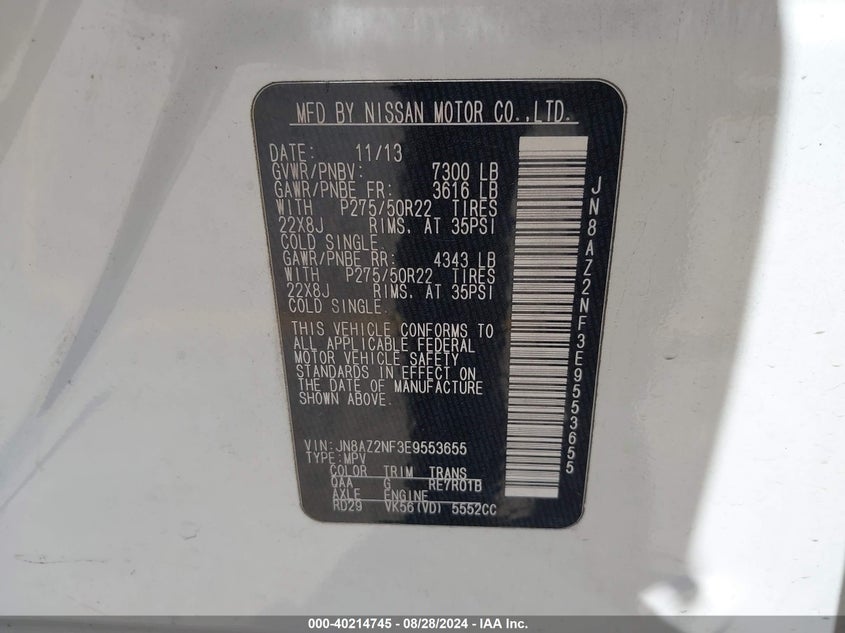 MFD BY NISSAN MOTOR CO.,LTD.
DATE: 11/13
GVWR/PNBV: 7300 LB
GAWR/PNBE FR: 3616 LB
WITH P275/50R22 TIRES
22X8J RIMS, AT 35PSI
COLD SINGLE.
GAWR/PNBE RR: 4343 LB
WITH P275/50R22 TIRES
22X8J RIMS, AT 35PSI
COLD SINGLE.
THIS VEHICLE CONFORMS TO
ALL APPLICABLE FEDERAL
MOTOR VEHICLE SAFETY
STANDARDS IN EFFECT ON
THE DATE OF MANUFACTURE
SHOWN ABOVE.
VIN:JN8AZ2NF3E9553655
TYPE:MPV
COLOR TRIM TRANS
QAA G RE7R01B
AXLE ENGINE
RD29 VK56(VD) 5552CC
JN8AZ2NF3E9553655
000-40214745 - 08/28/2024 - IAA Inc.